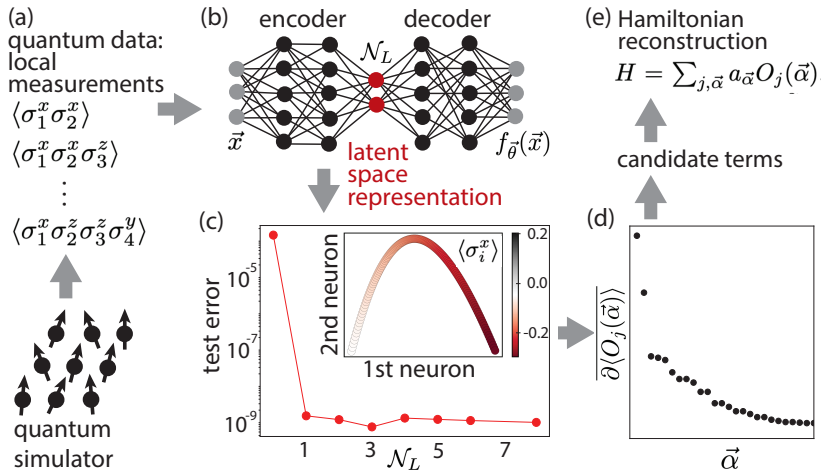 (a)
quantum data:
local
measurements
⟨σ₁ˣσ₂ˣ⟩
⟨σ₁ˣσ₂ˣσ₃ᶻ⟩
⋮
⟨σ₁ˣσ₂ᶻσ₃ᶻσ₄ʸ⟩
quantum
simulator
(b)
encoder
decoder
𝒩_L
x⃗
f_θ⃗(x⃗)
latent
space
representation
(c)
test error
10⁻⁵
10⁻⁷
10⁻⁹
1 3 5 7
𝒩_L
2nd neuron
1st neuron
⟨σᵢˣ⟩
0.2
0.0
-0.2
(d)
∂⟨O_j(α⃗)⟩
α⃗
(e)
Hamiltonian
reconstruction
H = ∑_{j,α⃗} a_α⃗ O_j(α⃗)
candidate terms